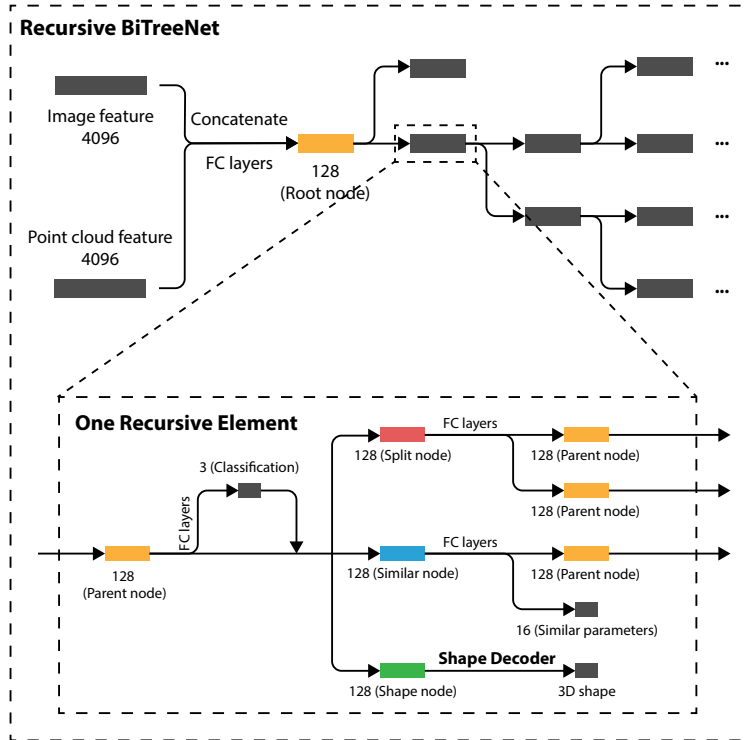 Recursive BiTreeNet
Image feature
4096
Concatenate
FC layers
128
(Root node)
Point cloud feature
4096
...
...
...
...
One Recursive Element
3 (Classification)
FC layers
128
(Parent node)
128 (Split node)
FC layers
128 (Parent node)
128 (Parent node)
128 (Similar node)
FC layers
128 (Parent node)
16 (Similar parameters)
128 (Shape node)
Shape Decoder
3D shape